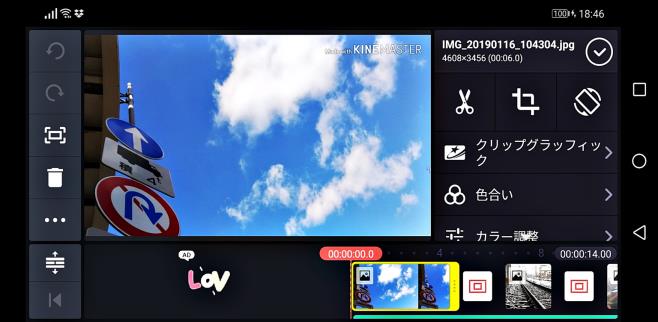 100
18:46
Made with KINEMASTER
IMG_20190116_104304.jpg
4608×3456 (00:06.0)
クリップグラッフィッ
ク
色合い
カラー調整
積
AD
LOV
00:00:00.0
4
8
00:00:14.00